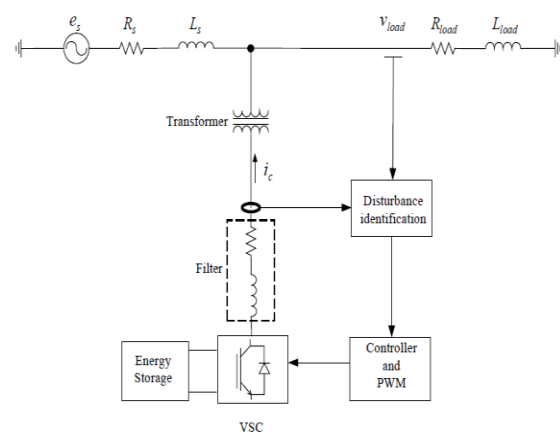 e_s
R_s
L_s
v_load
R_load
L_load
Transformer
i_c
Disturbance
identification
Filter
Energy
Storage
Controller
and
PWM
VSC